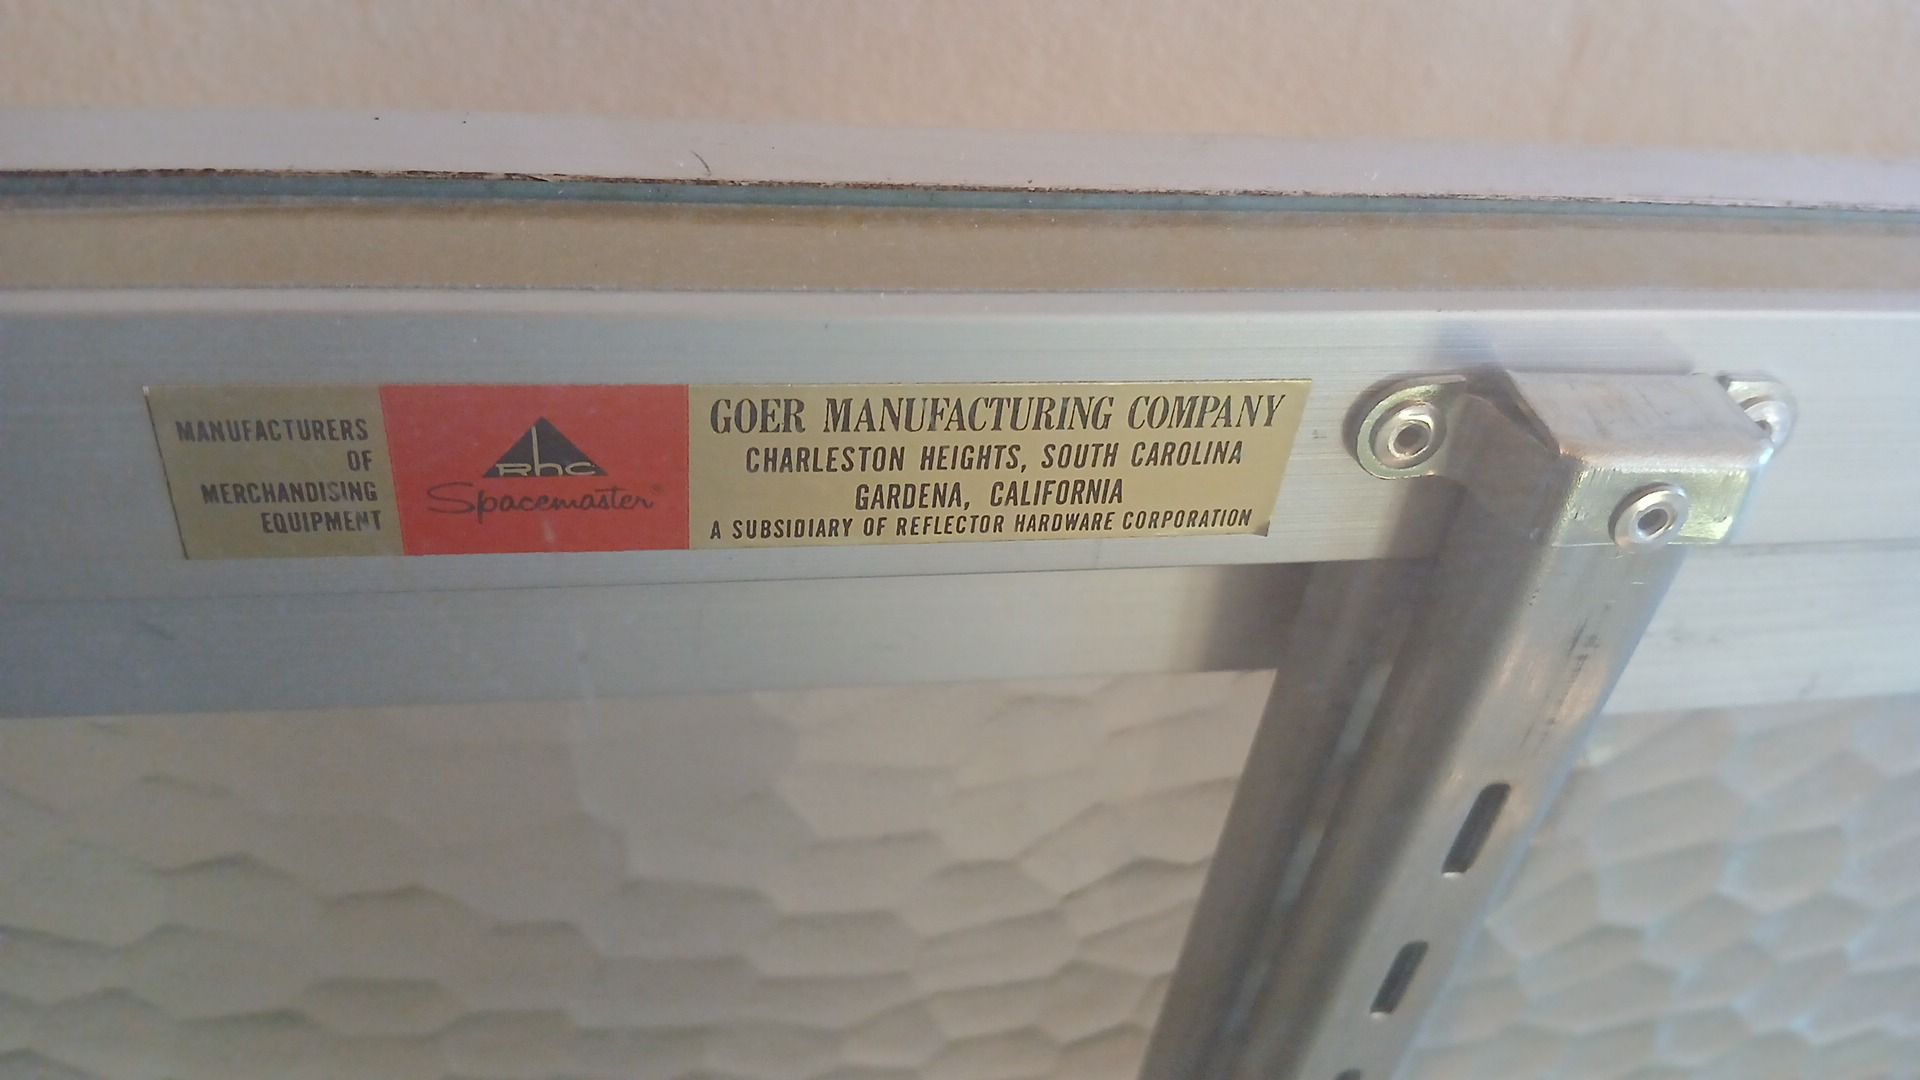 MANUFACTURERS
OF
MERCHANDISING
EQUIPMENT
Rhc
Spacemaster®
GOER MANUFACTURING COMPANY
CHARLESTON HEIGHTS, SOUTH CAROLINA
GARDENA, CALIFORNIA
A SUBSIDIARY OF REFLECTOR HARDWARE CORPORATION